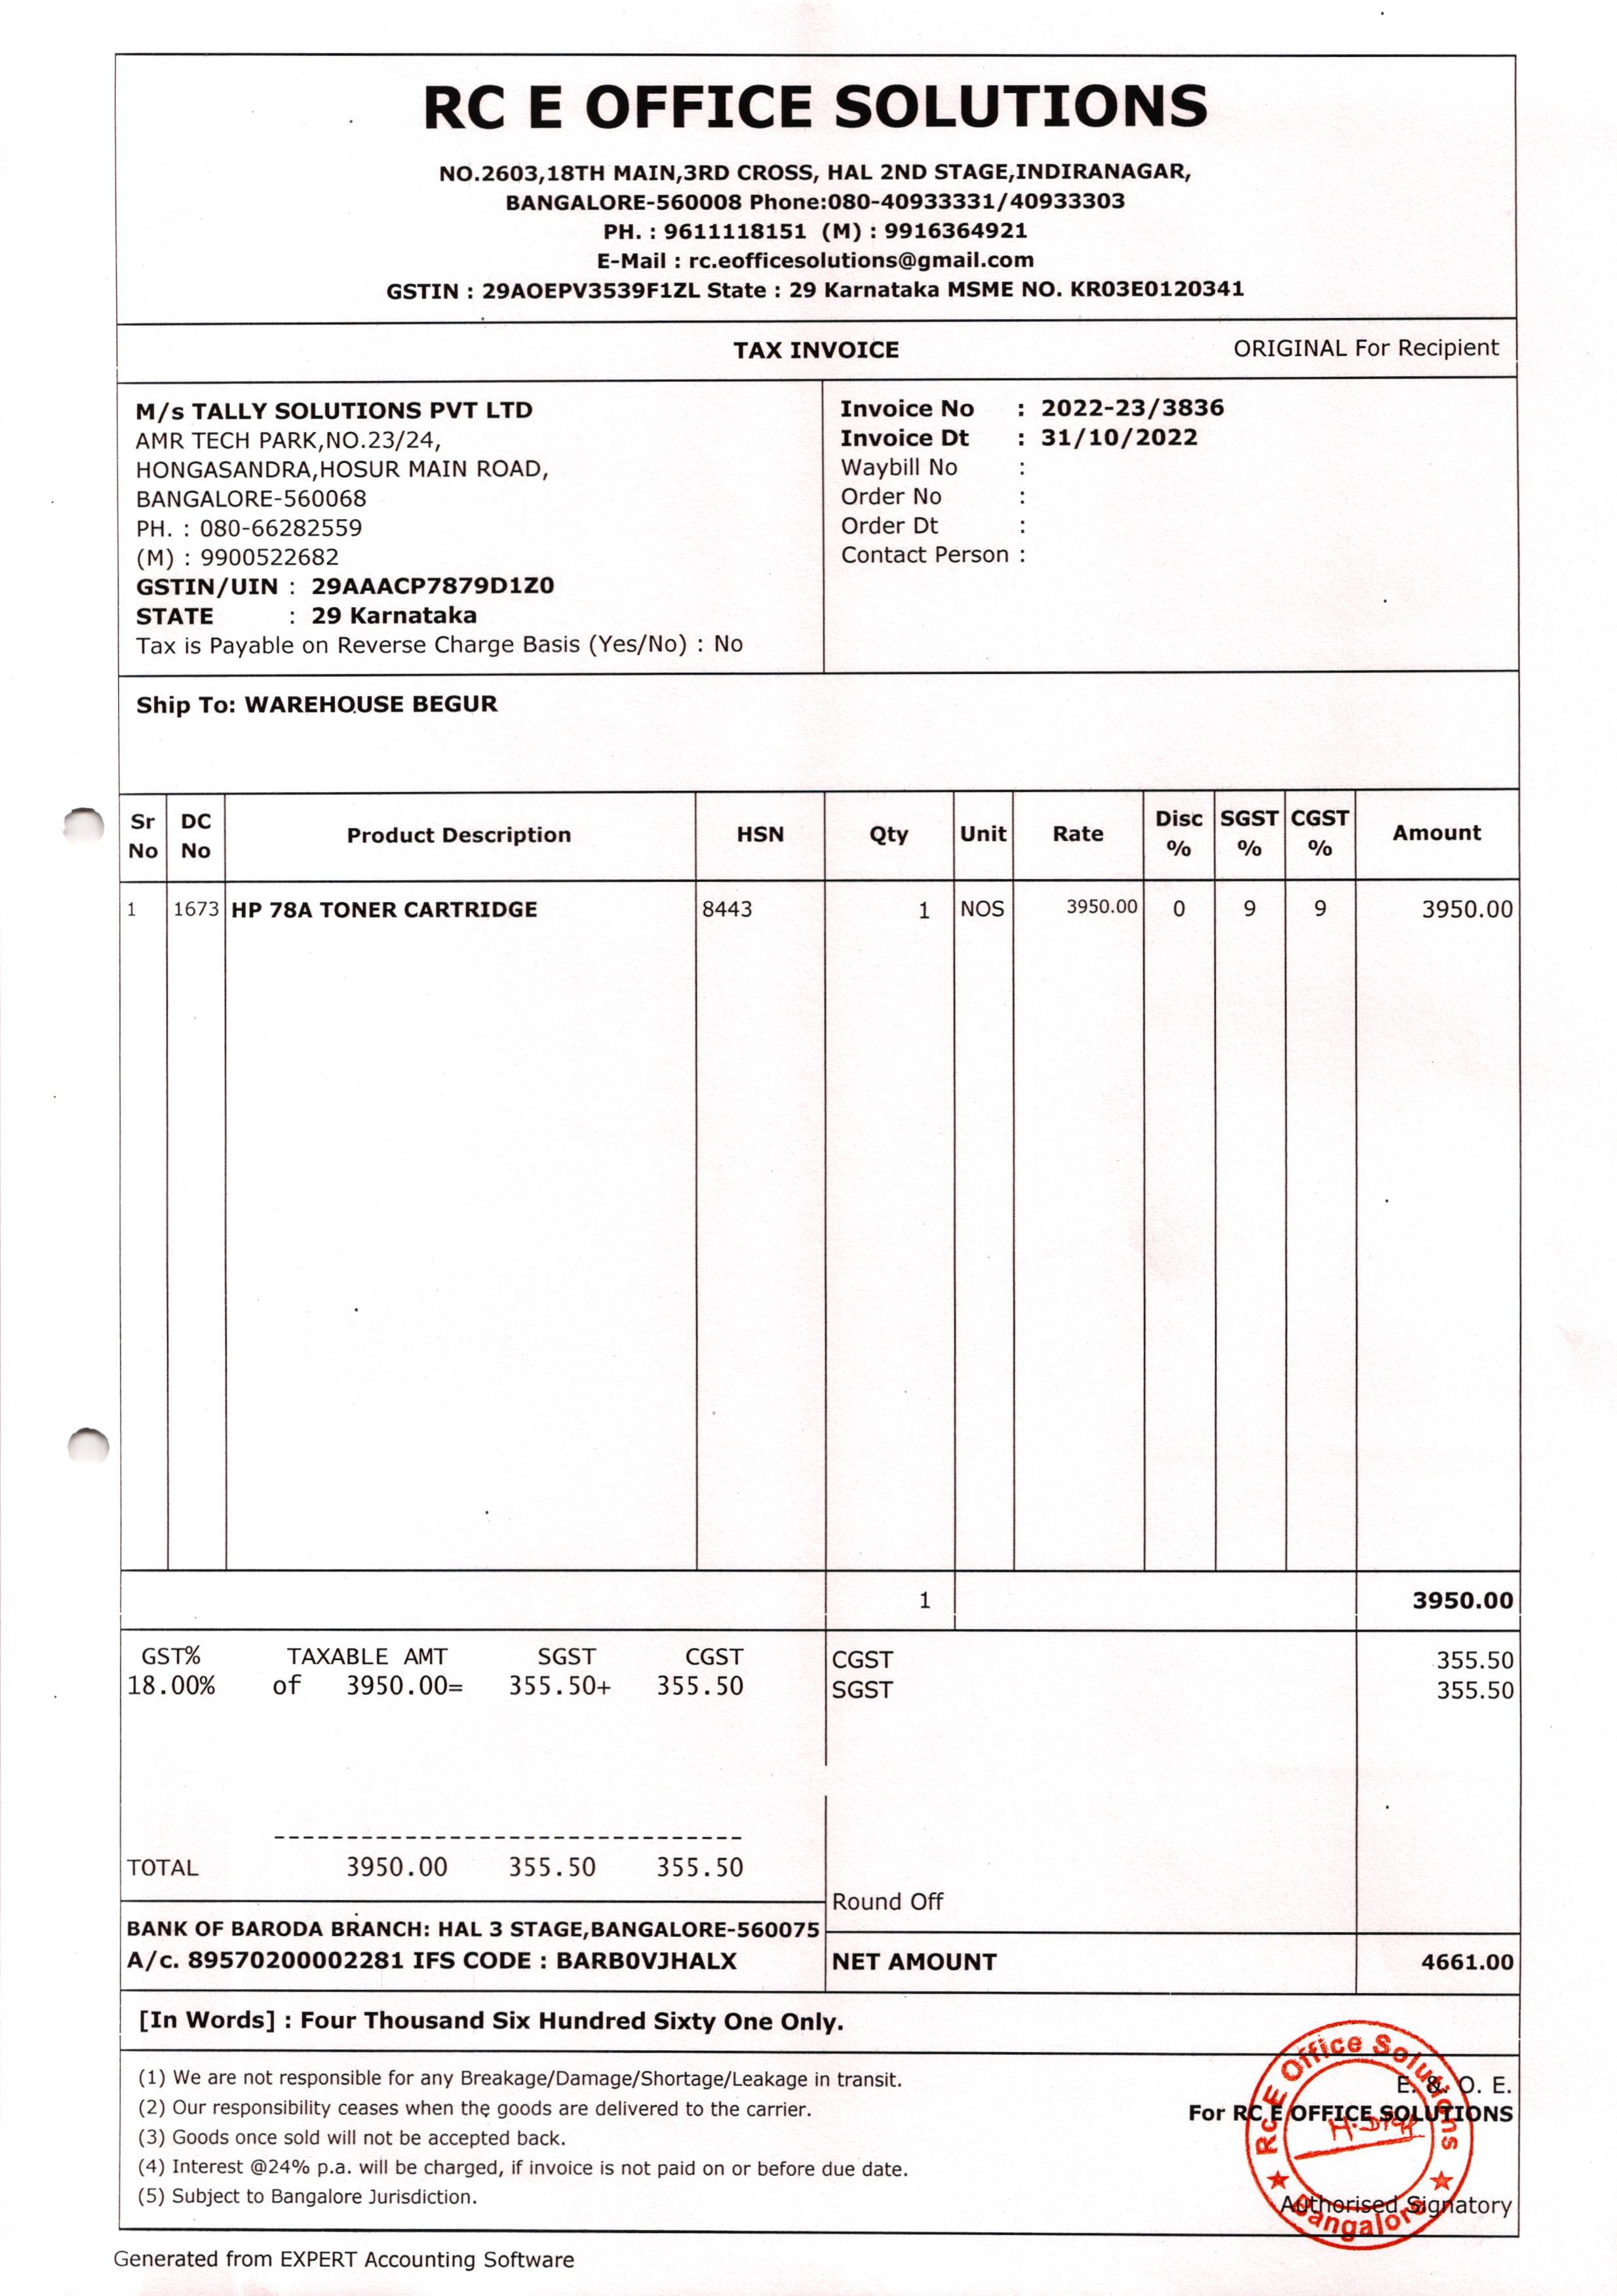 RC E OFFICE SOLUTIONS
NO.2603,18TH MAIN,3RD CROSS, HAL 2ND STAGE,INDIRANAGAR,
BANGALORE-560008 Phone:080-40933331/40933303
PH. : 9611118151 (M) : 9916364921
E-Mail : rc.eofficesolutions@gmail.com
GSTIN : 29AOEPV3539F1ZL State : 29 Karnataka MSME NO. KR03E0120341
TAX INVOICE ORIGINAL For Recipient
M/s TALLY SOLUTIONS PVT LTD
AMR TECH PARK,NO.23/24,
HONGASANDRA,HOSUR MAIN ROAD,
BANGALORE-560068
PH. : 080-66282559
(M) : 9900522682
GSTIN/UIN : 29AAACP7879D1Z0
STATE : 29 Karnataka
Tax is Payable on Reverse Charge Basis (Yes/No) : No
Invoice No : 2022-23/3836
Invoice Dt : 31/10/2022
Waybill No :
Order No :
Order Dt :
Contact Person :
Ship To: WAREHOUSE BEGUR
Sr No DC No Product Description HSN Qty Unit Rate Disc % SGST % CGST % Amount
1 1673 HP 78A TONER CARTRIDGE 8443 1 NOS 3950.00 0 9 9 3950.00
1 3950.00
GST% TAXABLE AMT SGST CGST
18.00% of 3950.00= 355.50+ 355.50
TOTAL 3950.00 355.50 355.50
CGST 355.50
SGST 355.50
Round Off
BANK OF BARODA BRANCH: HAL 3 STAGE,BANGALORE-560075
A/c. 89570200002281 IFS CODE : BARB0VJHALX
NET AMOUNT 4661.00
[In Words] : Four Thousand Six Hundred Sixty One Only.
(1) We are not responsible for any Breakage/Damage/Shortage/Leakage in transit.
(2) Our responsibility ceases when the goods are delivered to the carrier.
(3) Goods once sold will not be accepted back.
(4) Interest @24% p.a. will be charged, if invoice is not paid on or before due date.
(5) Subject to Bangalore Jurisdiction.
E. & O. E.
For RC E OFFICE SOLUTIONS
Authorised Signatory
Rc E Office Solutions
Bangalore
Generated from EXPERT Accounting Software